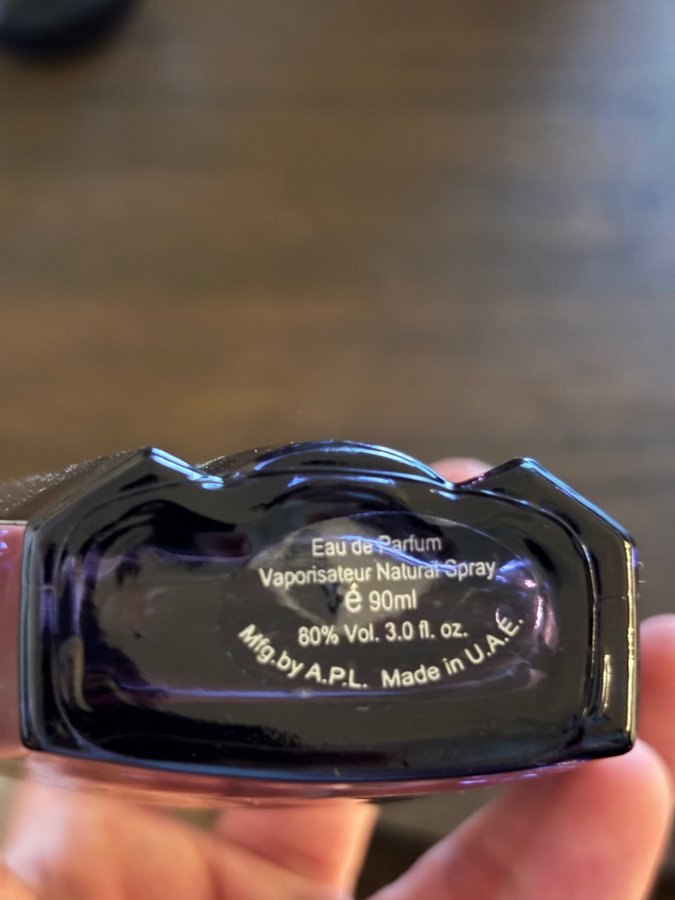 Eau de Parfum
Vaporisateur Natural Spray
é 90ml
80% Vol. 3.0 fl. oz.
Mfg.by A.P.L. Made in U.A.É.